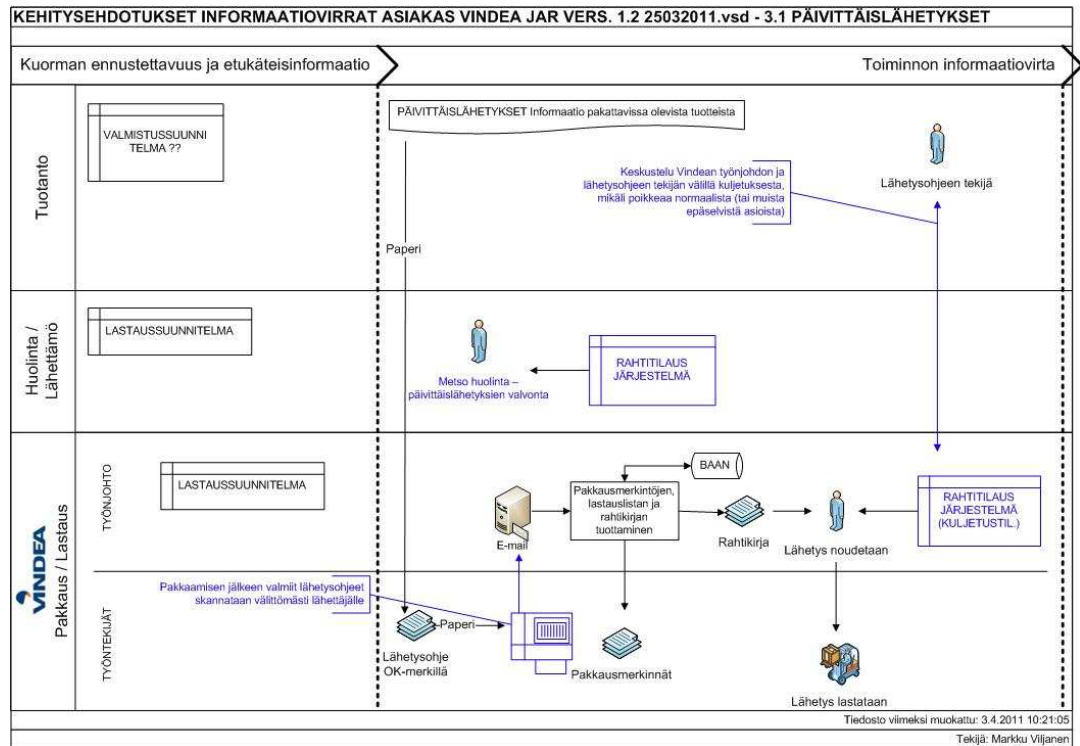 KEHITYSEHDOTUKSET INFORMAATIOVIRRAT ASIAKAS VINDEA JAR VERS. 1.2 25032011.vsd - 3.1 PÄIVITTÄISLÄHETYKSET
Kuorman ennustettavuus ja etukäteisinformaatio
Toiminnon informaatiovirta
Tuotanto
VALMISTUSSUUNNI
TELMA ??
PÄIVITTÄISLÄHETYKSET Informaatio pakattavissa olevista tuotteista
Keskustelu Vindean työnjohdon ja
lähetysohjeen tekijän välillä kuljetuksesta,
mikäli poikkeaa normaalista (tai muista
epäselvistä asioista)
Lähetysohjeen tekijä
Paperi
Huolinta /
Lähettämö
LASTAUSSUUNNITELMA
Metso huolinta –
päivittäislähetyksien valvonta
RAHTITILAUS
JÄRJESTELMÄ
VINDEA
Pakkaus / Lastaus
TYÖNJOHTO
LASTAUSSUUNNITELMA
E-mail
Pakkausmerkintöjen,
lastauslistan ja
rahtikirjan
tuottaminen
BAAN
Rahtikirja
Lähetys noudetaan
RAHTITILAUS
JÄRJESTELMÄ
(KULJETUSTIL.)
TYÖNTEKIJÄT
Pakkaamisen jälkeen valmiit lähetysohjeet
skannataan välittömästi lähettäjälle
Paperi
Lähetysohje
OK-merkillä
Pakkausmerkinnät
Lähetys lastataan
Tiedosto viimeksi muokattu: 3.4.2011 10:21:05
Tekijä: Markku Viljanen